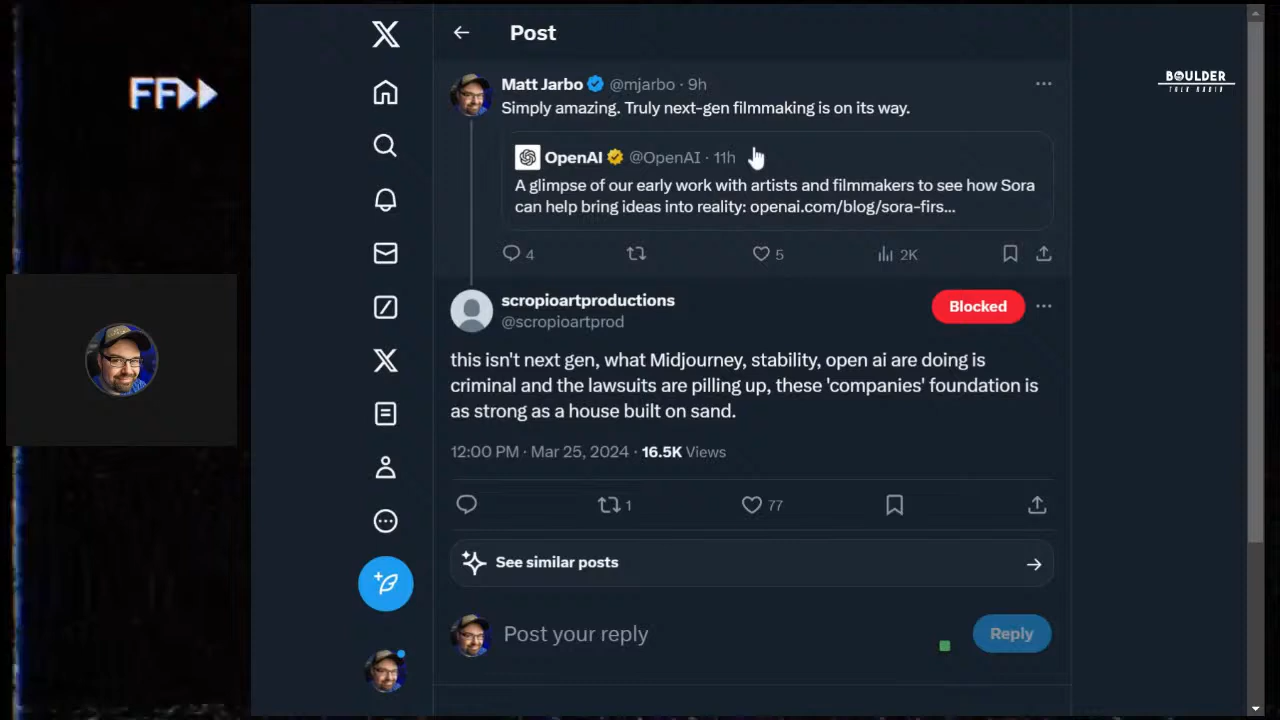 FF
BOULDER
TALK RADIO
Post
Matt Jarbo @mjarbo · 9h
Simply amazing. Truly next-gen filmmaking is on its way.
OpenAI @OpenAI · 11h
A glimpse of our early work with artists and filmmakers to see how Sora
can help bring ideas into reality: openai.com/blog/sora-firs...
4
5
2K
scropioartproductions
@scropioartprod
Blocked
this isn't next gen, what Midjourney, stability, open ai are doing is
criminal and the lawsuits are pilling up, these 'companies' foundation is
as strong as a house built on sand.
12:00 PM · Mar 25, 2024 · 16.5K Views
1
77
See similar posts
Post your reply
Reply